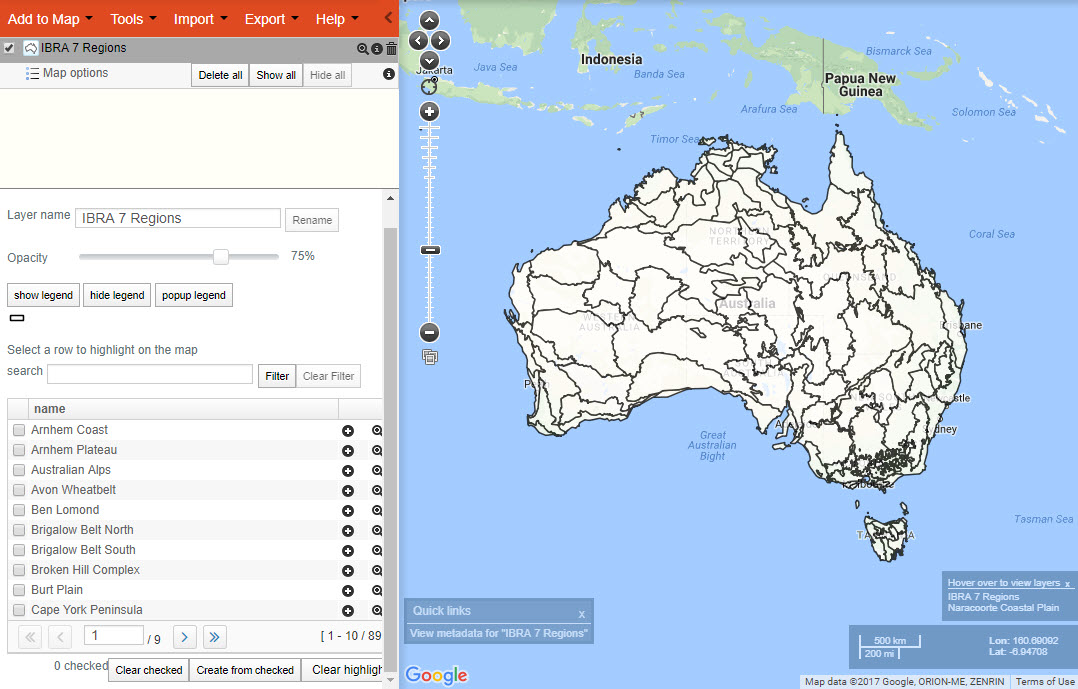 Add to Map Tools Import Export Help
IBRA 7 Regions
Map options Delete all Show all Hide all
Layer name IBRA 7 Regions Rename
Opacity 75%
show legend hide legend popup legend
Select a row to highlight on the map
search Filter Clear Filter
name
Arnhem Coast
Arnhem Plateau
Australian Alps
Avon Wheatbelt
Ben Lomond
Brigalow Belt North
Brigalow Belt South
Broken Hill Complex
Burt Plain
Cape York Peninsula
1 / 9 [ 1 - 10 / 89
0 checked Clear checked Create from checked Clear highligh
Bismarck Sea
Indonesia
Java Sea
Jakarta
Banda Sea
Papua New
Guinea
Arafura Sea
Solomon Sea
Timor Sea
NORTHERN
TERRITORY
Coral Sea
QUEENSLAND
Australia
WESTERN
AUSTRALIA
Great
Australian
Bight
Tasman Sea
Hover over to view layers x
IBRA 7 Regions
Naracoorte Coastal Plain
Quick links x
View metadata for "IBRA 7 Regions"
500 km
200 mi
Lon: 160.69092
Lat: -6.94708
Google
Map data ©2017 Google, ORION-ME, ZENRIN Terms of Use